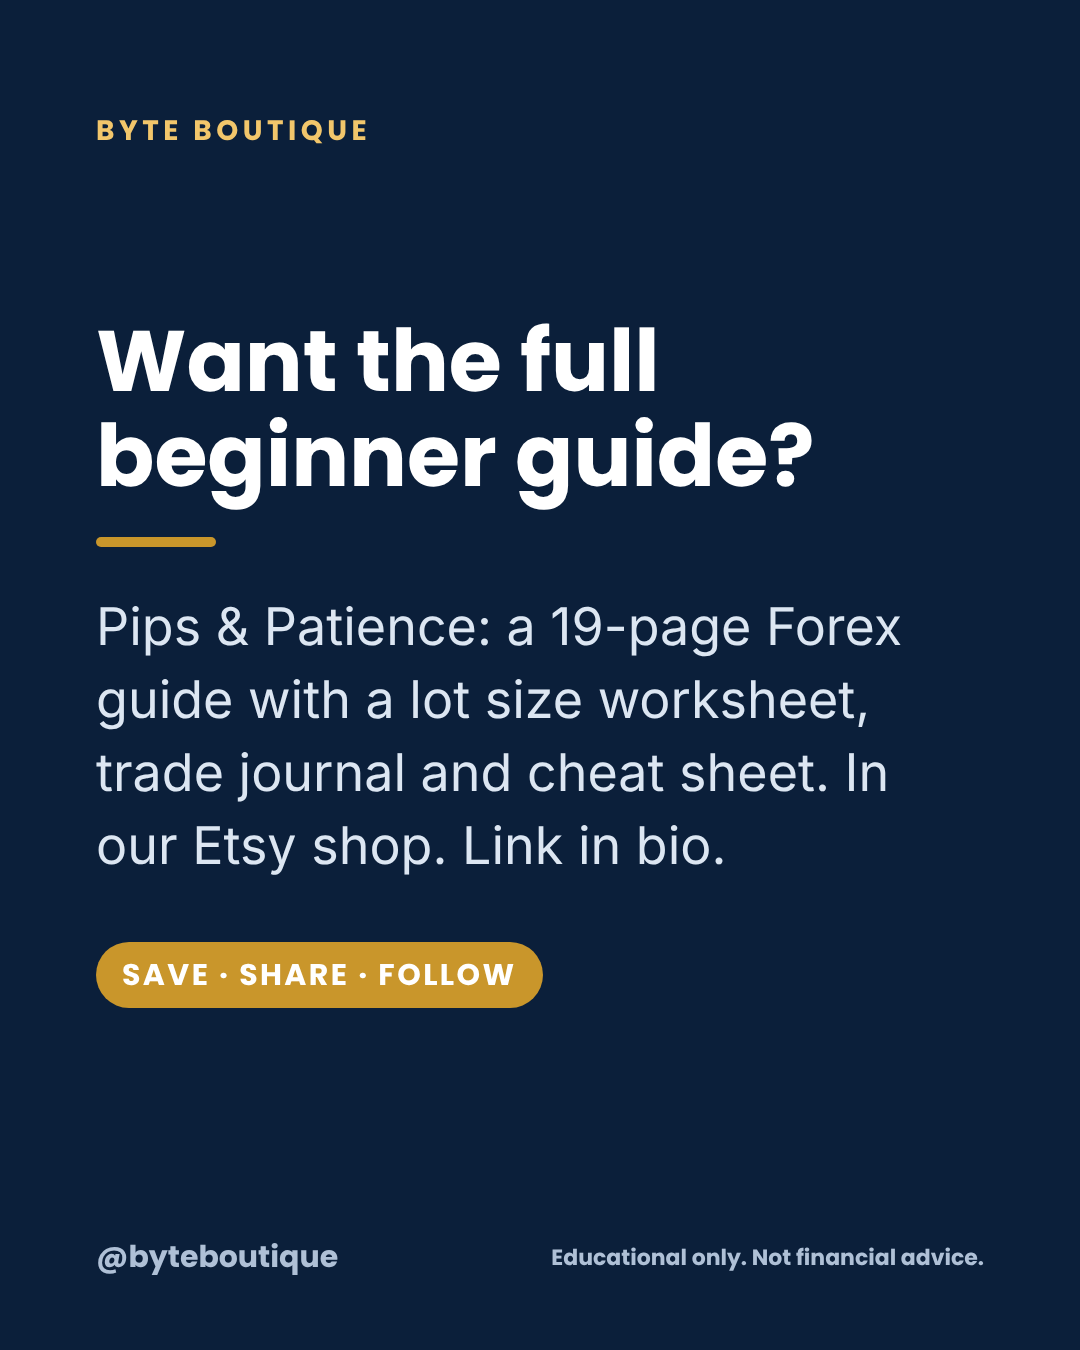 BYTE BOUTIQUE
Want the full
beginner guide?
Pips & Patience: a 19-page Forex
guide with a lot size worksheet,
trade journal and cheat sheet. In
our Etsy shop. Link in bio.
SAVE · SHARE · FOLLOW
@byteboutique
Educational only. Not financial advice.